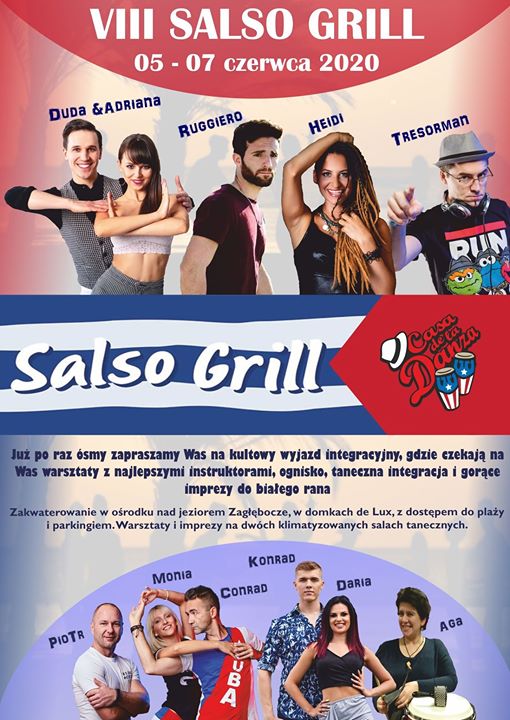 VIII SALSO GRILL
05 - 07 czerwca 2020
Duda & Adriana
Ruggiero
Heidi
Tresorman
RUN
Salso Grill
Casa
de la
Danza
Już po raz ósmy zapraszamy Was na kultowy wyjazd integracyjny, gdzie czekają na
Was warsztaty z najlepszymi instruktorami, ognisko, taneczna integracja i gorące
imprezy do białego rana
Zakwaterowanie w ośrodku nad jeziorem Zagłębocze, w domkach de Lux, z dostępem do plaży
i parkingiem. Warsztaty i imprezy na dwóch klimatyzowanych salach tanecznych.
Piotr
Monia
Conrad
Konrad
Daria
Aga
UBA